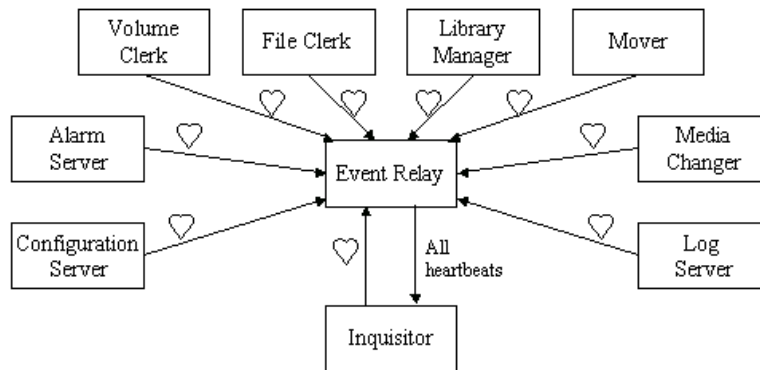 Volume
Clerk
File Clerk
Library
Manager
Mover
Alarm
Server
Event Relay
Media
Changer
Configuration
Server
All
heartbeats
Log
Server
Inquisitor